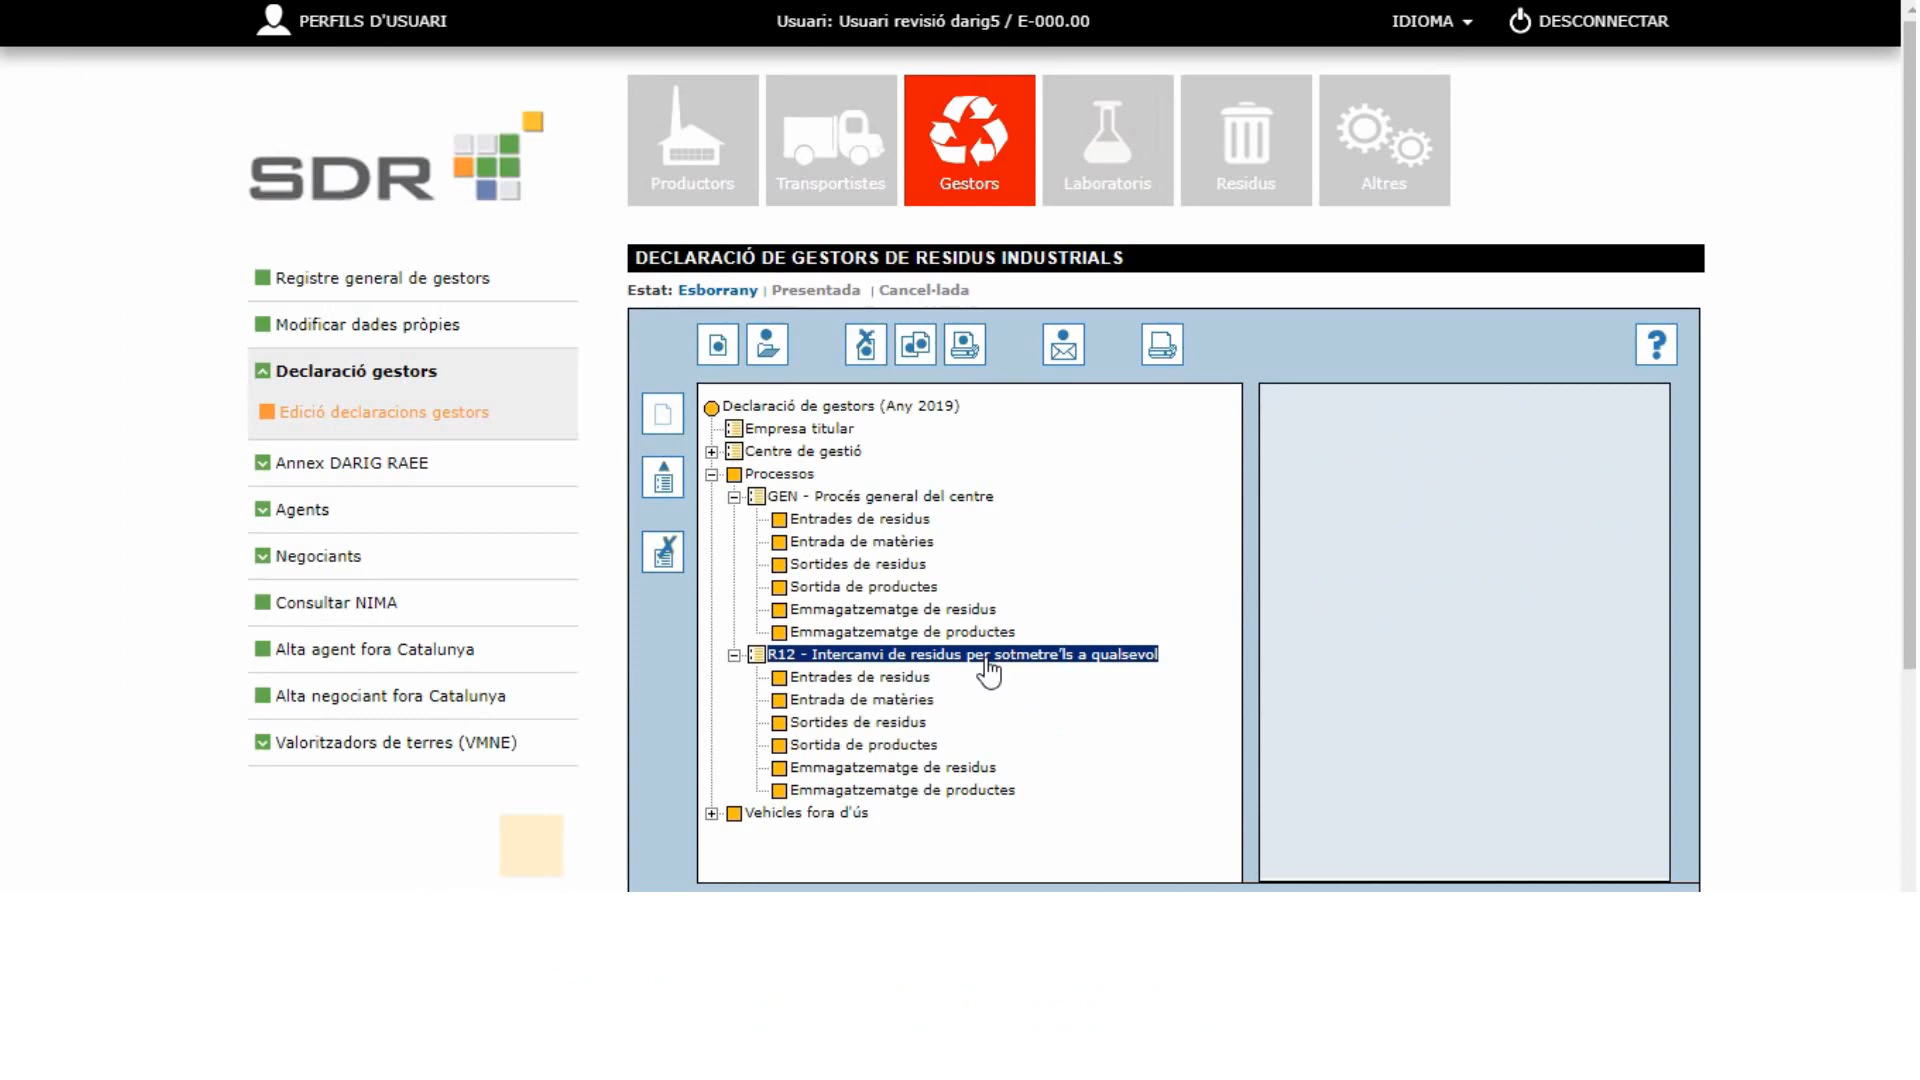 PERFILS D'USUARI
Usuari: Usuari revisió darig5 / E-000.00
IDIOMA
DESCONNECTAR
SDR
Productors
Transportistes
Gestors
Laboratoris
Residus
Altres
Registre general de gestors
Modificar dades pròpies
Declaració gestors
Edició declaracions gestors
Annex DARIG RAEE
Agents
Negociants
Consultar NIMA
Alta agent fora Catalunya
Alta negociant fora Catalunya
Valoritzadors de terres (VMNE)
DECLARACIÓ DE GESTORS DE RESIDUS INDUSTRIALS
Estat: Esborrany | Presentada | Cancel·lada
?
Declaració de gestors (Any 2019)
Empresa titular
Centre de gestió
Processos
GEN - Procés general del centre
Entrades de residus
Entrada de matèries
Sortides de residus
Sortida de productes
Emmagatzematge de residus
Emmagatzematge de productes
R12 - Intercanvi de residus per sotmetre'ls a qualsevol
Entrades de residus
Entrada de matèries
Sortides de residus
Sortida de productes
Emmagatzematge de residus
Emmagatzematge de productes
Vehicles fora d'ús